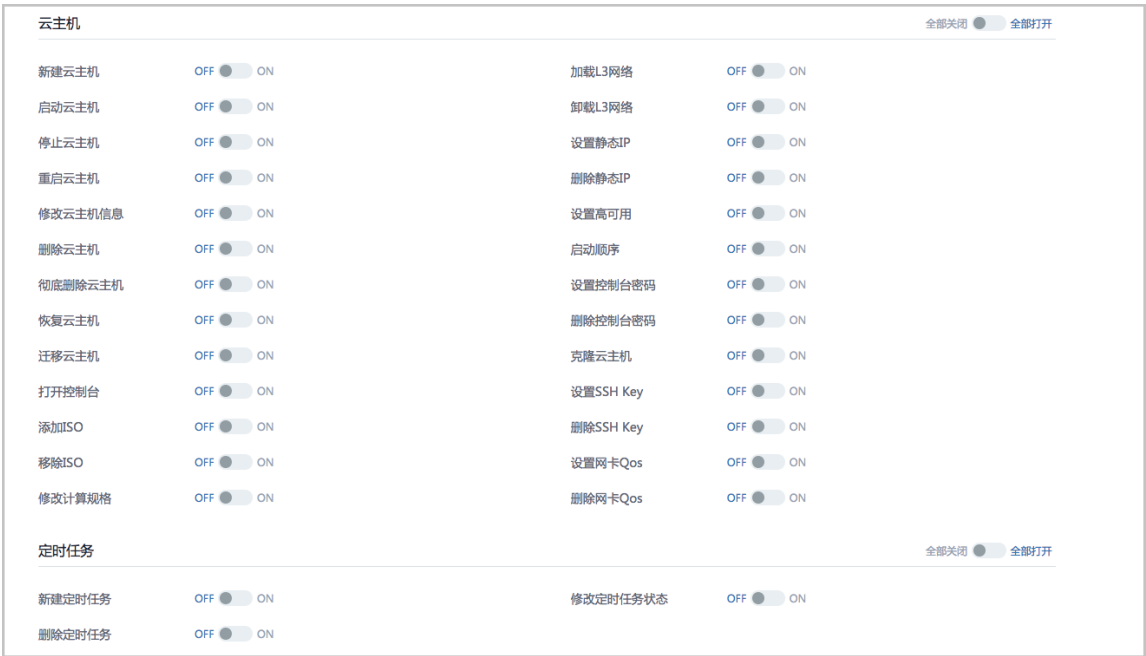 云主机 全部关闭 全部打开
新建云主机 OFF ON 加载L3网络 OFF ON
启动云主机 OFF ON 卸载L3网络 OFF ON
停止云主机 OFF ON 设置静态IP OFF ON
重启云主机 OFF ON 删除静态IP OFF ON
修改云主机信息 OFF ON 设置高可用 OFF ON
删除云主机 OFF ON 启动顺序 OFF ON
彻底删除云主机 OFF ON 设置控制台密码 OFF ON
恢复云主机 OFF ON 删除控制台密码 OFF ON
迁移云主机 OFF ON 克隆云主机 OFF ON
打开控制台 OFF ON 设置SSH Key OFF ON
添加ISO OFF ON 删除SSH Key OFF ON
移除ISO OFF ON 设置网卡Qos OFF ON
修改计算规格 OFF ON 删除网卡Qos OFF ON
定时任务 全部关闭 全部打开
新建定时任务 OFF ON 修改定时任务状态 OFF ON
删除定时任务 OFF ON